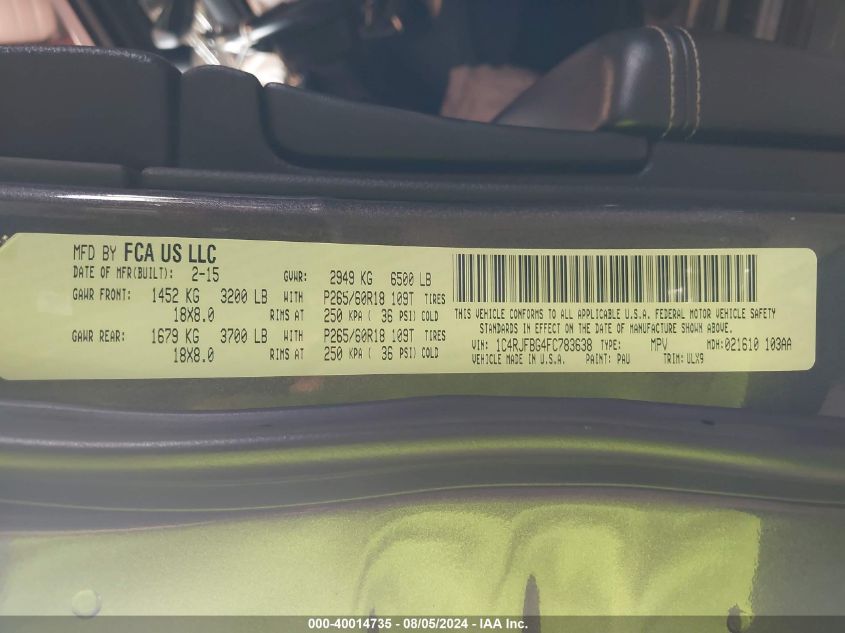 MFD BY FCA US LLC
DATE OF MFR(BUILT): 2-15 GVWR: 2949 KG 6500 LB
GAWR FRONT: 1452 KG 3200 LB WITH P265/60R18 109T TIRES
18X8.0 RIMS AT 250 KPA ( 36 PSI) COLD
GAWR REAR: 1679 KG 3700 LB WITH P265/60R18 109T TIRES
18X8.0 RIMS AT 250 KPA ( 36 PSI) COLD
THIS VEHICLE CONFORMS TO ALL APPLICABLE U.S.A. FEDERAL MOTOR VEHICLE SAFETY
STANDARDS IN EFFECT ON THE DATE OF MANUFACTURE SHOWN ABOVE.
VIN: 1C4RJFBG4FC783638 TYPE: MPV MDH:021610 103AA
VEHICLE MADE IN U.S.A. PAINT: PAU TRIM: ULX9
000-40014735 - 08/05/2024 - IAA Inc.